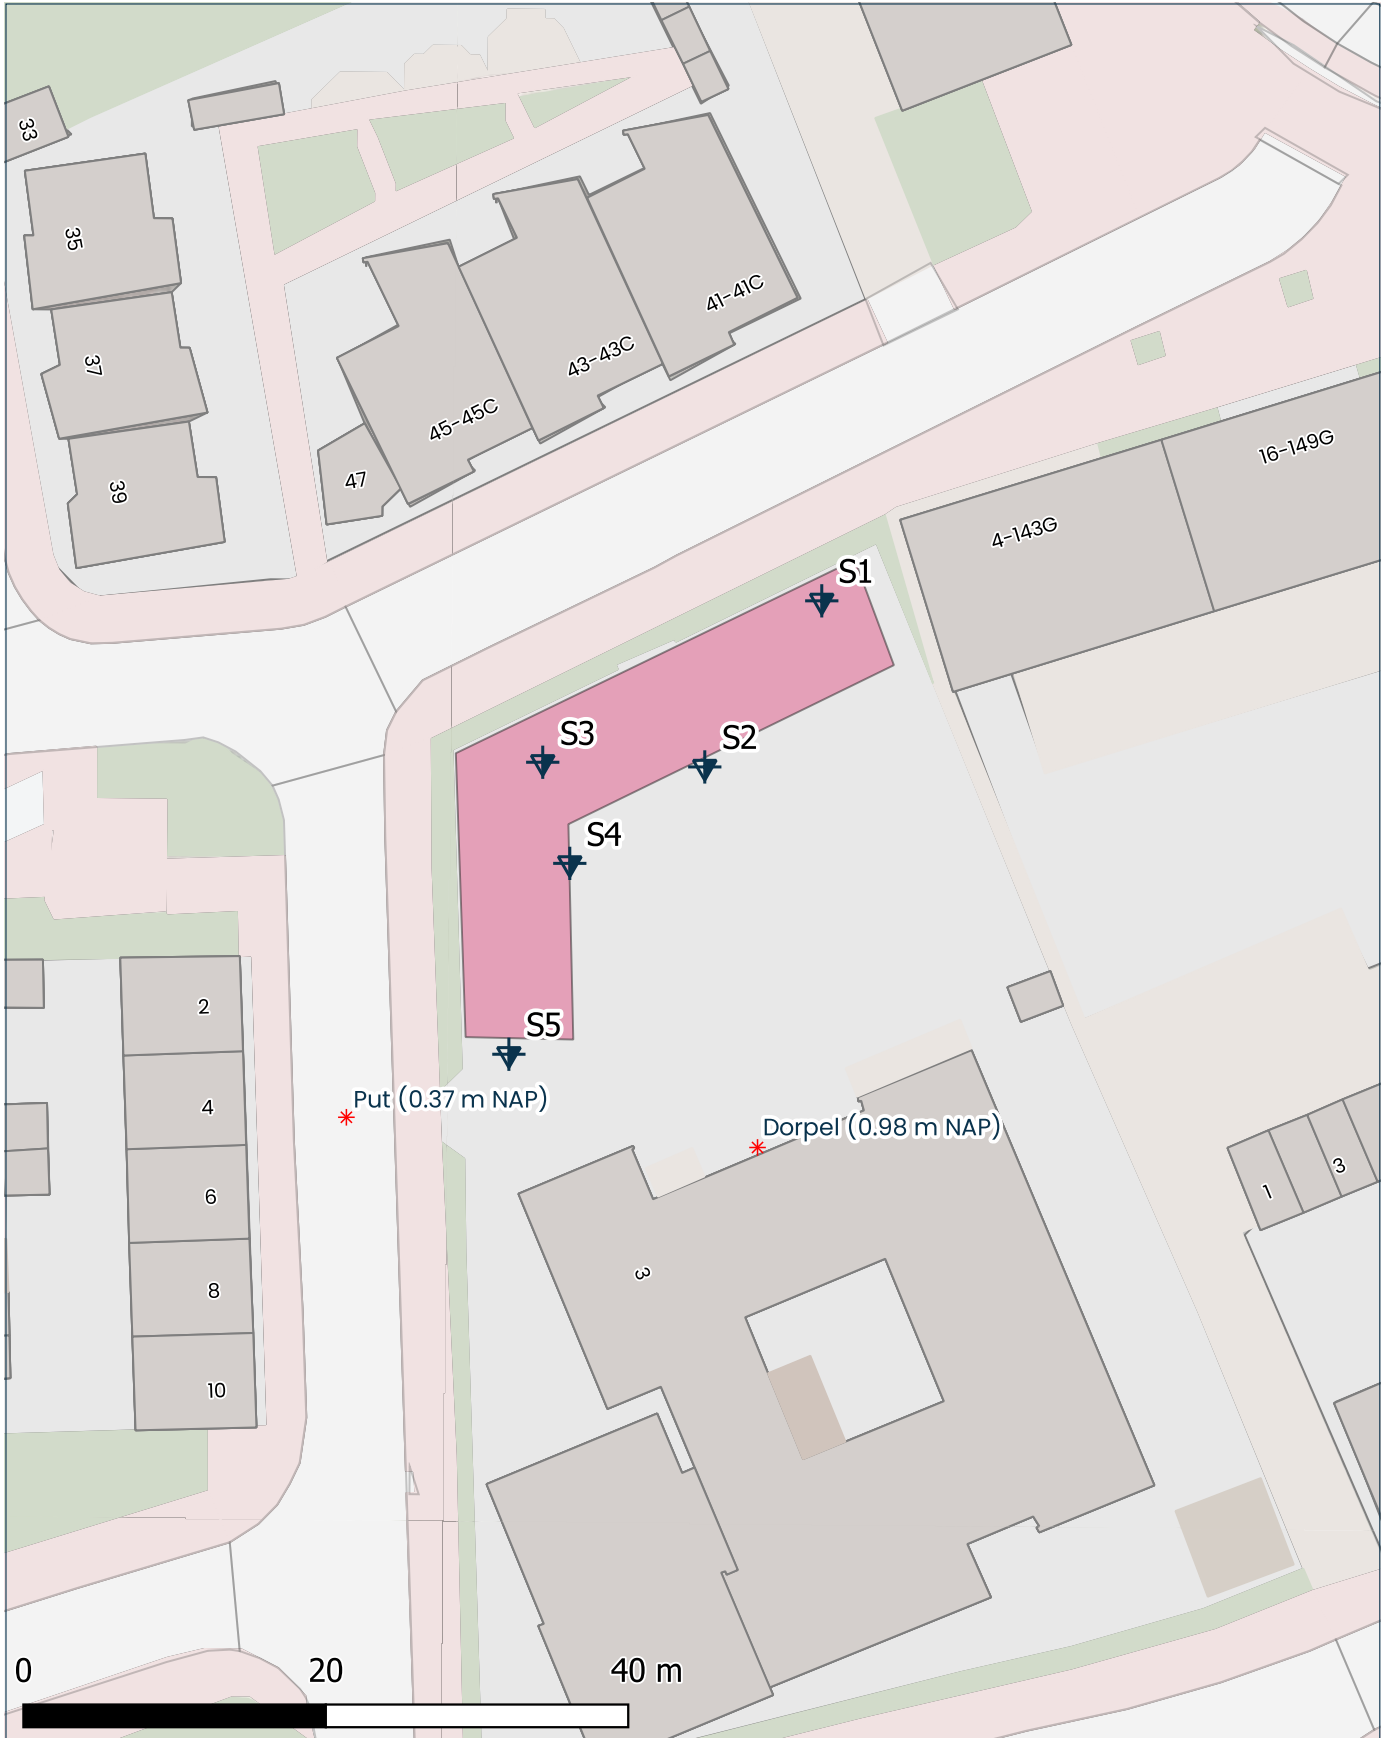 33
35
41-41C
37
43-43C
45-45C
16-149G
47
39
4-143G
S1
S3
S2
S4
2
S5
Put (0.37 m NAP)
4
Dorpel (0.98 m NAP)
3
1
6
3
8
10
0 20 40 m